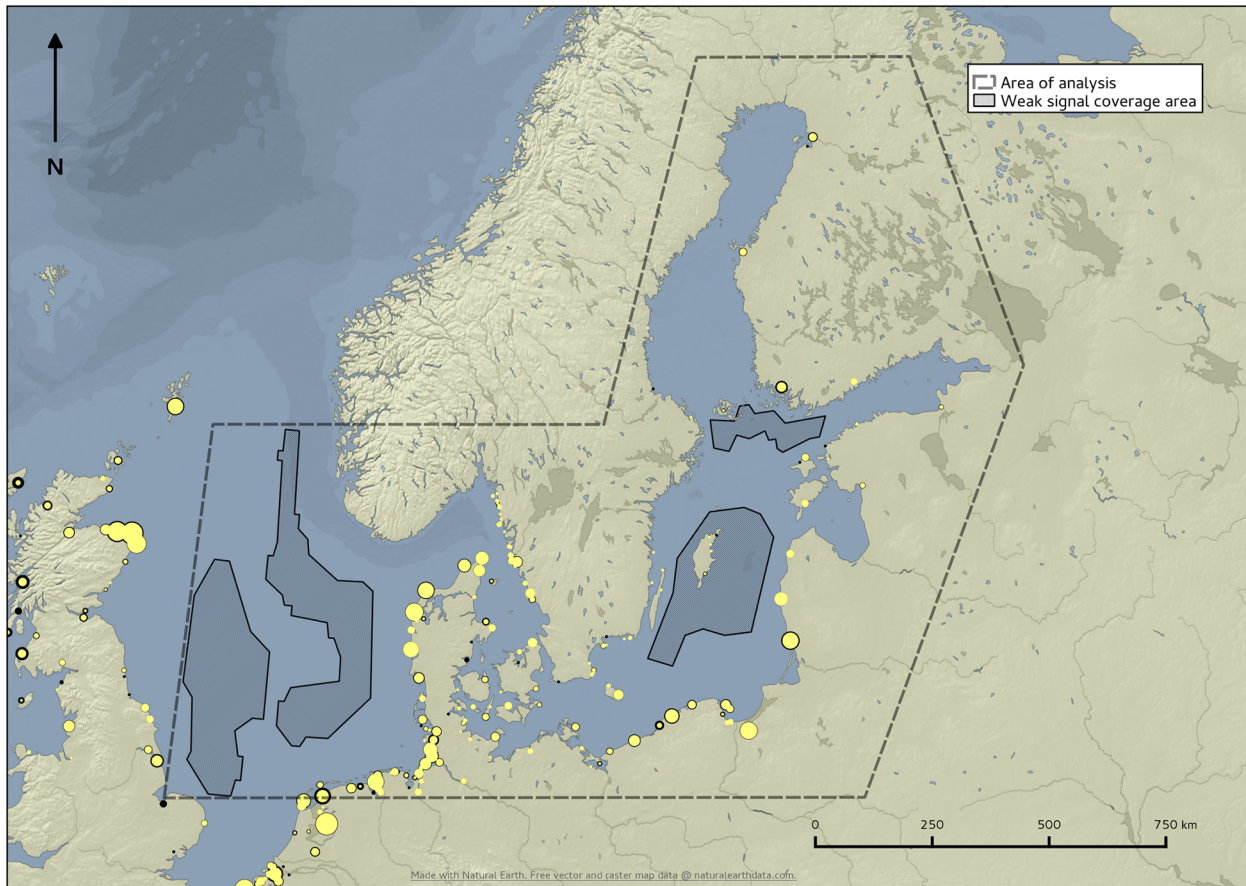 N
Area of analysis
Weak signal coverage area
0 250 500 750 km
Made with Natural Earth. Free vector and raster map data @ naturalearthdata.com.